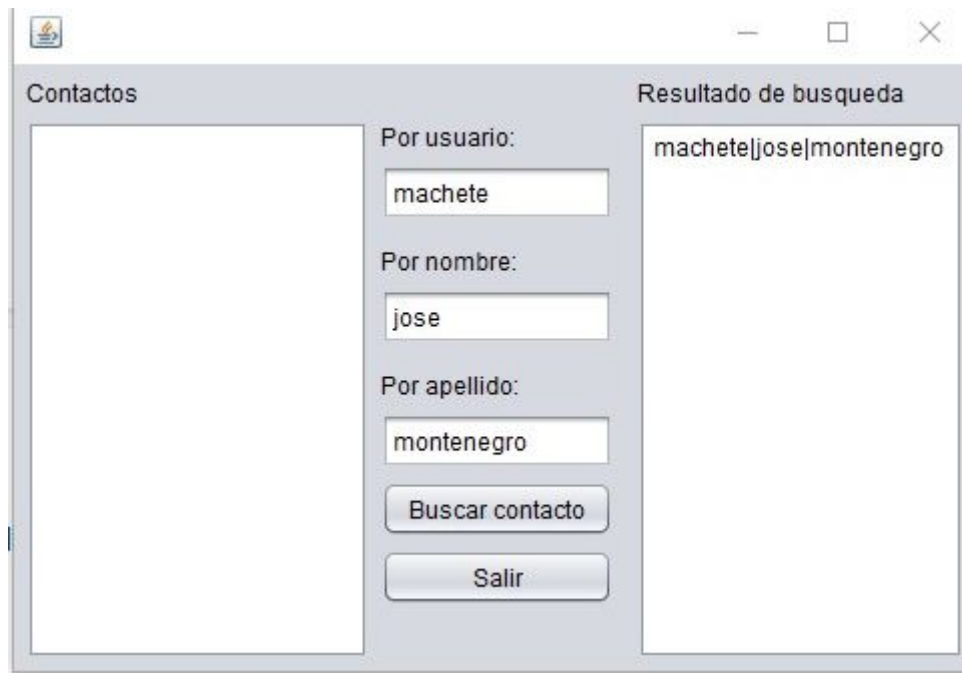 Contactos
Por usuario:
machete
Por nombre:
jose
Por apellido:
montenegro
Buscar contacto
Salir
Resultado de busqueda
machete|jose|montenegro